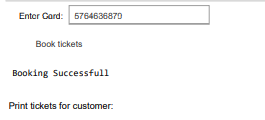 Enter Card: 5764636870
Book tickets
Booking Successfull
Print tickets for customer: